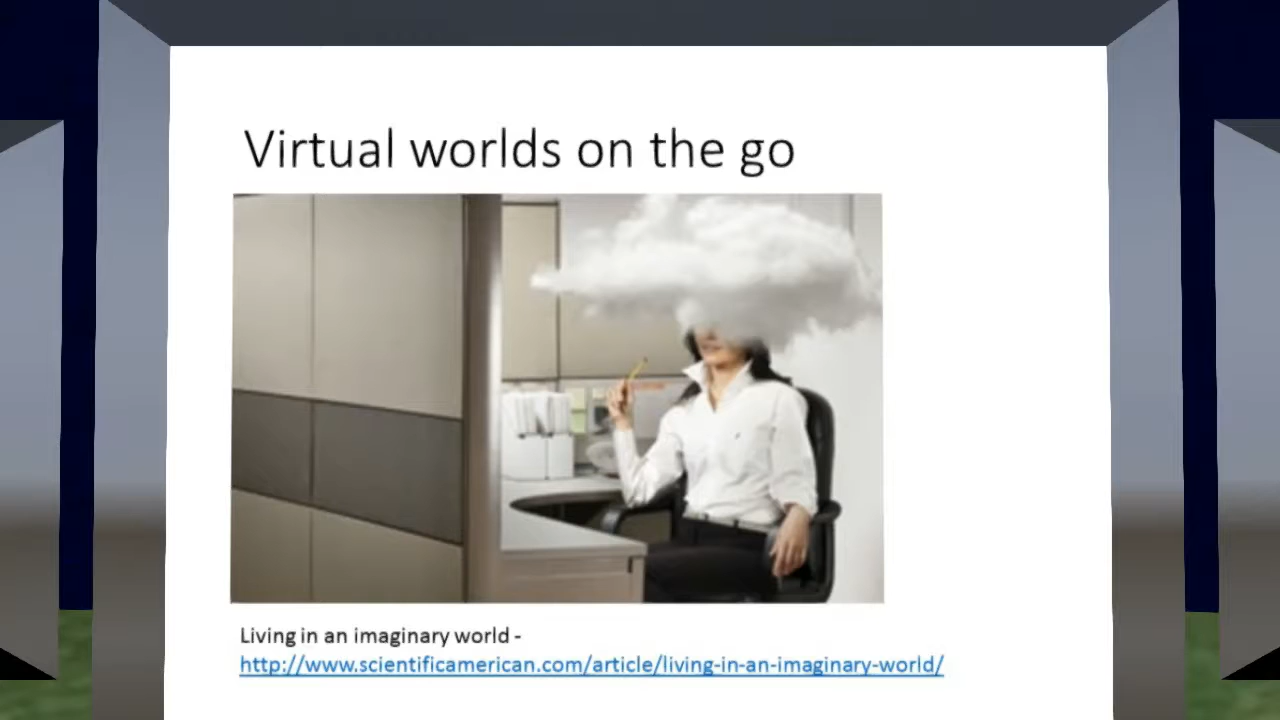 Virtual worlds on the go
Living in an imaginary world -
http://www.scientificamerican.com/article/living-in-an-imaginary-world/